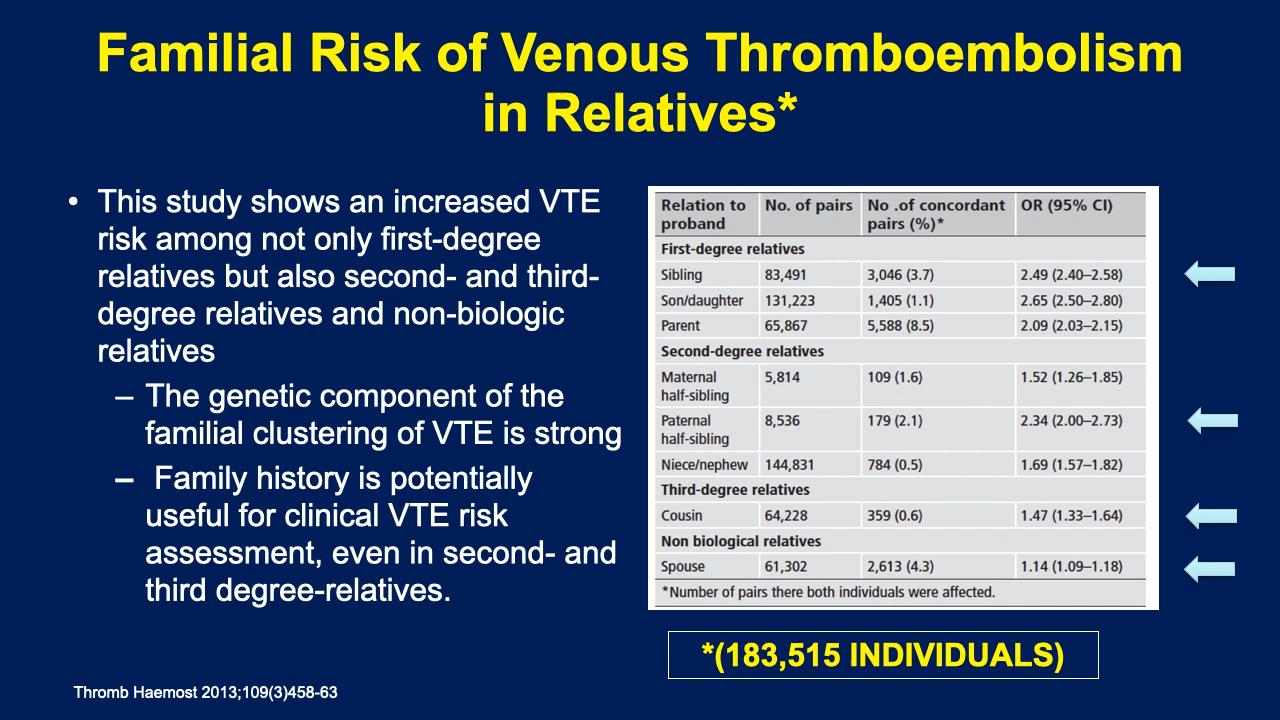 Familial Risk of Venous Thromboembolism
in Relatives*
• This study shows an increased VTE
risk among not only first-degree
relatives but also second- and third-
degree relatives and non-biologic
relatives
– The genetic component of the
familial clustering of VTE is strong
– Family history is potentially
useful for clinical VTE risk
assessment, even in second- and
third degree-relatives.
Relation to proband No. of pairs No .of concordant pairs (%)* OR (95% CI)
First-degree relatives
Sibling 83,491 3,046 (3.7) 2.49 (2.40–2.58)
Son/daughter 131,223 1,405 (1.1) 2.65 (2.50–2.80)
Parent 65,867 5,588 (8.5) 2.09 (2.03–2.15)
Second-degree relatives
Maternal half-sibling 5,814 109 (1.6) 1.52 (1.26–1.85)
Paternal half-sibling 8,536 179 (2.1) 2.34 (2.00–2.73)
Niece/nephew 144,831 784 (0.5) 1.69 (1.57–1.82)
Third-degree relatives
Cousin 64,228 359 (0.6) 1.47 (1.33–1.64)
Non biological relatives
Spouse 61,302 2,613 (4.3) 1.14 (1.09–1.18)
*Number of pairs there both individuals were affected.
*(183,515 INDIVIDUALS)
Thromb Haemost 2013;109(3)458-63